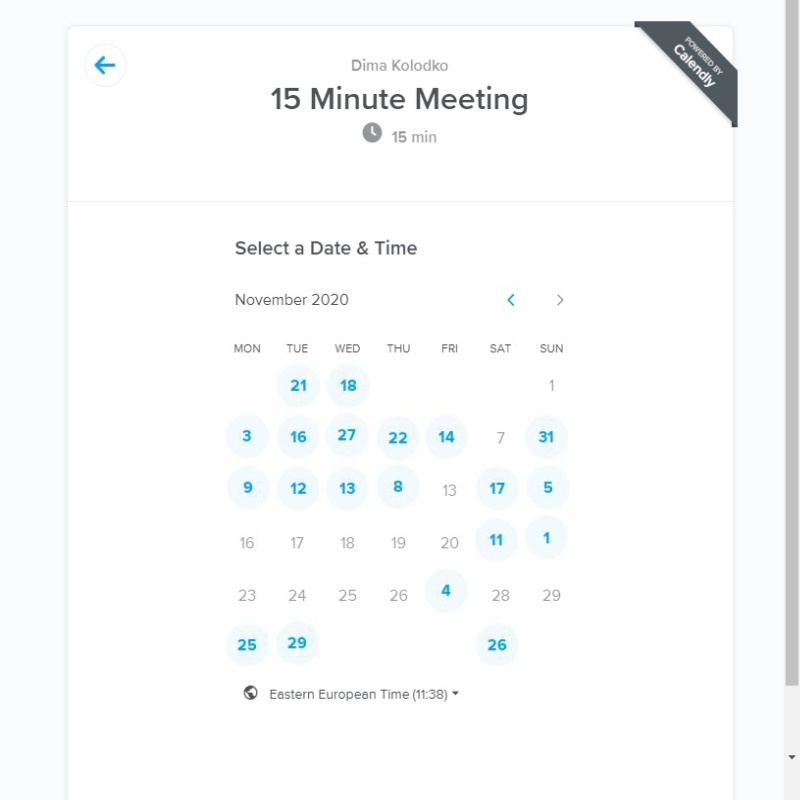 POWERED BY
Calendly
Dima Kolodko
15 Minute Meeting
15 min
Select a Date & Time
November 2020
MON TUE WED THU FRI SAT SUN
21 18 1
3 16 27 22 14 7 31
9 12 13 8 13 17 5
16 17 18 19 20 11 1
23 24 25 26 4 28 29
25 29 26
Eastern European Time (11:38)